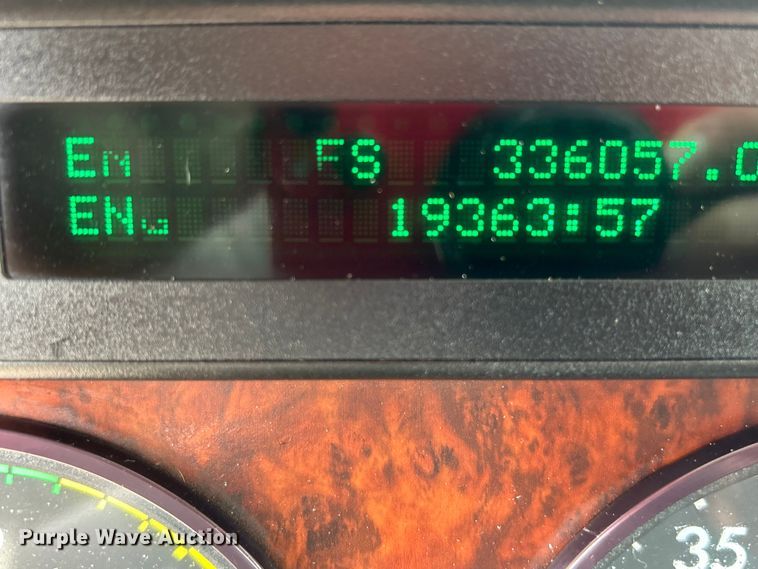 EM FS 336057.0
EN 19363:57
35
Purple Wave Auction